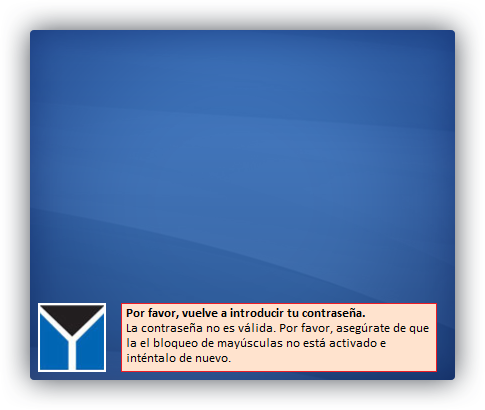 Por favor, vuelve a introducir tu contraseña.
La contraseña no es válida. Por favor, asegúrate de que
la el bloqueo de mayúsculas no está activado e
inténtalo de nuevo.